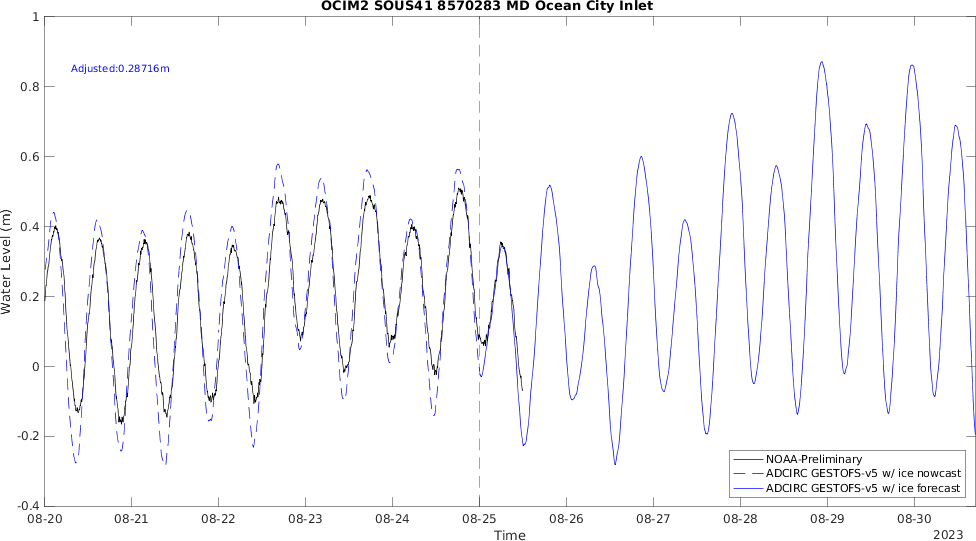 OCIM2 SOUS41 8570283 MD Ocean City Inlet
Adjusted:0.28716m
Water Level (m)
1
0.8
0.6
0.4
0.2
0
-0.2
-0.4
NOAA-Preliminary
ADCIRC GESTOFS-v5 w/ ice nowcast
ADCIRC GESTOFS-v5 w/ ice forecast
08-20 08-21 08-22 08-23 08-24 08-25 08-26 08-27 08-28 08-29 08-30
Time
2023